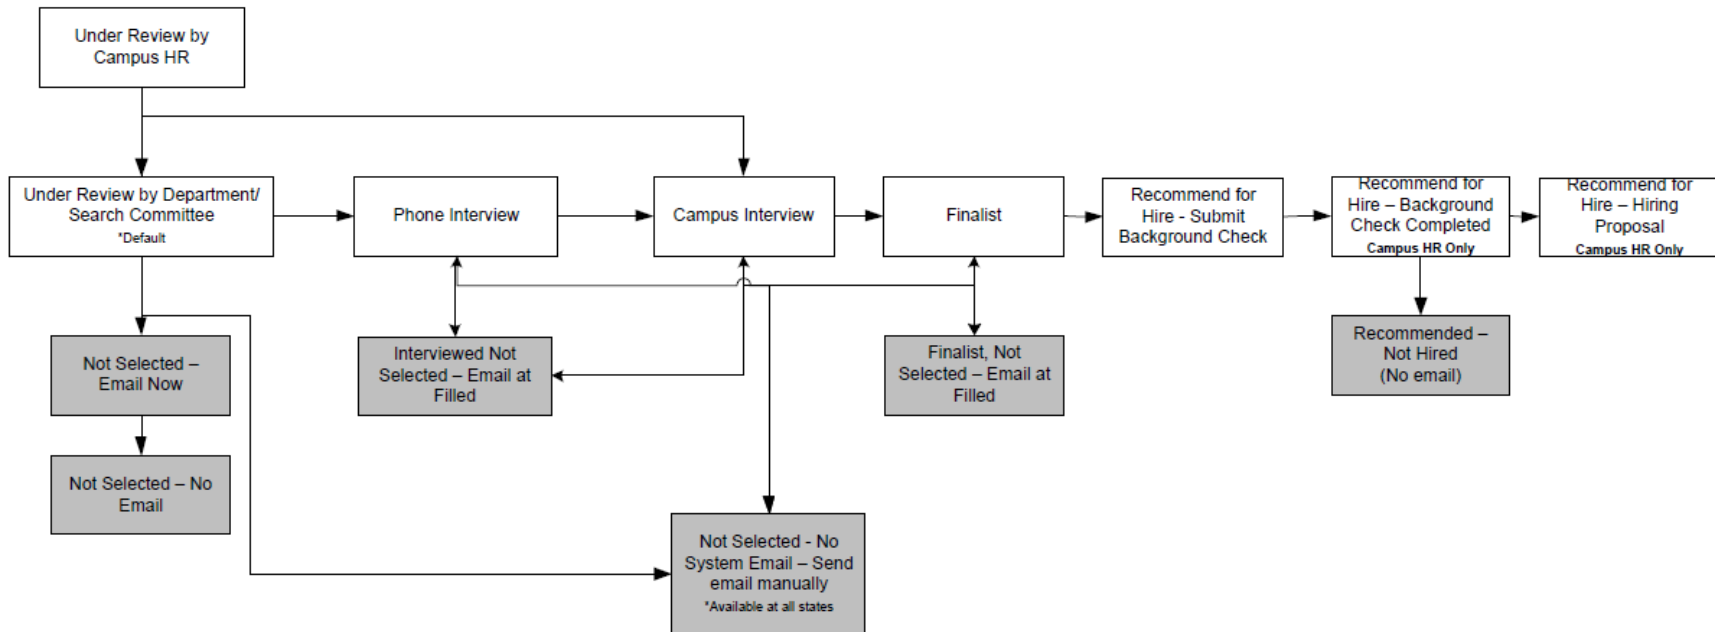 Under Review by
Campus HR
Under Review by Department/
Search Committee
*Default
Phone Interview
Campus Interview
Finalist
Recommend for
Hire - Submit
Background Check
Recommend for
Hire – Background
Check Completed
Campus HR Only
Recommend for
Hire – Hiring
Proposal
Campus HR Only
Not Selected –
Email Now
Interviewed Not
Selected – Email at
Filled
Finalist, Not
Selected – Email at
Filled
Recommended –
Not Hired
(No email)
Not Selected – No
Email
Not Selected - No
System Email – Send
email manually
*Available at all states